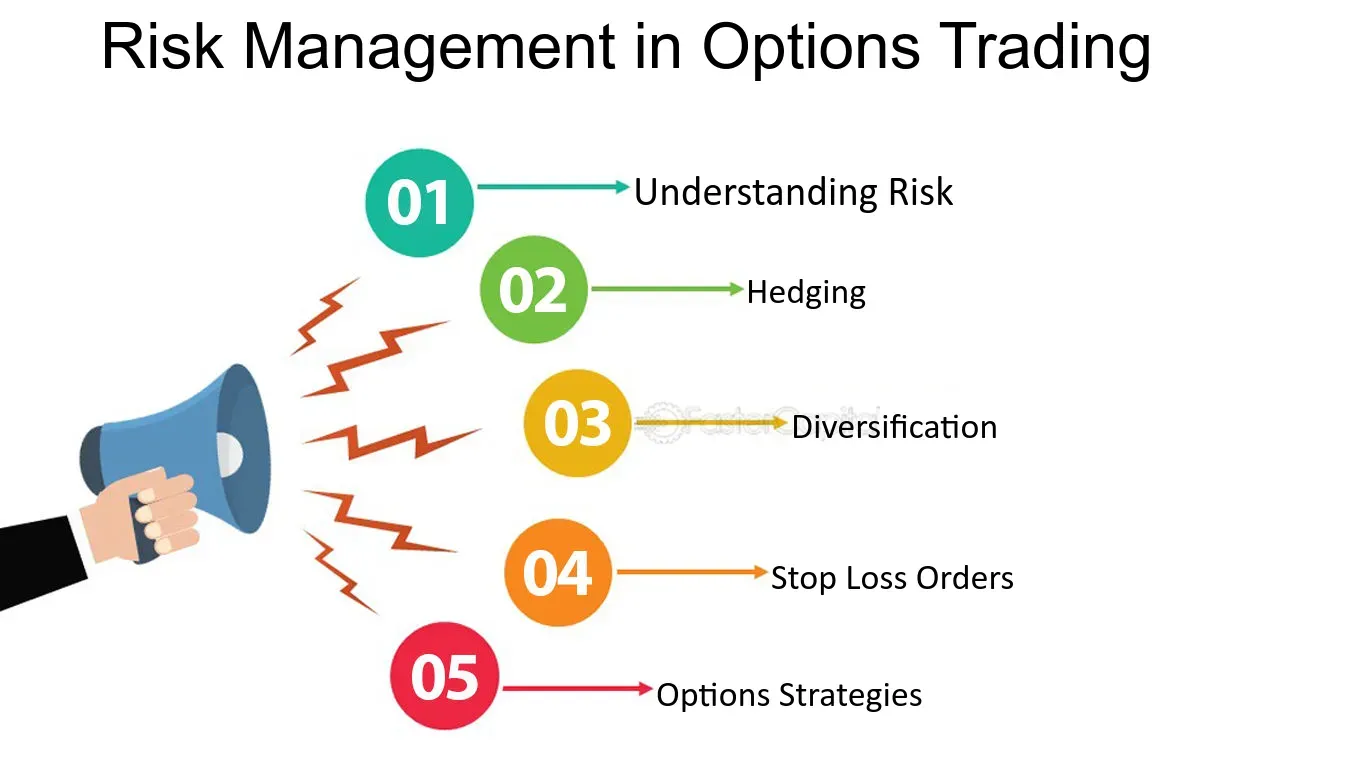 Risk Management in Options Trading
01
Understanding Risk
02
Hedging
03
FasterCapital
Diversification
04
Stop Loss Orders
05
Options Strategies